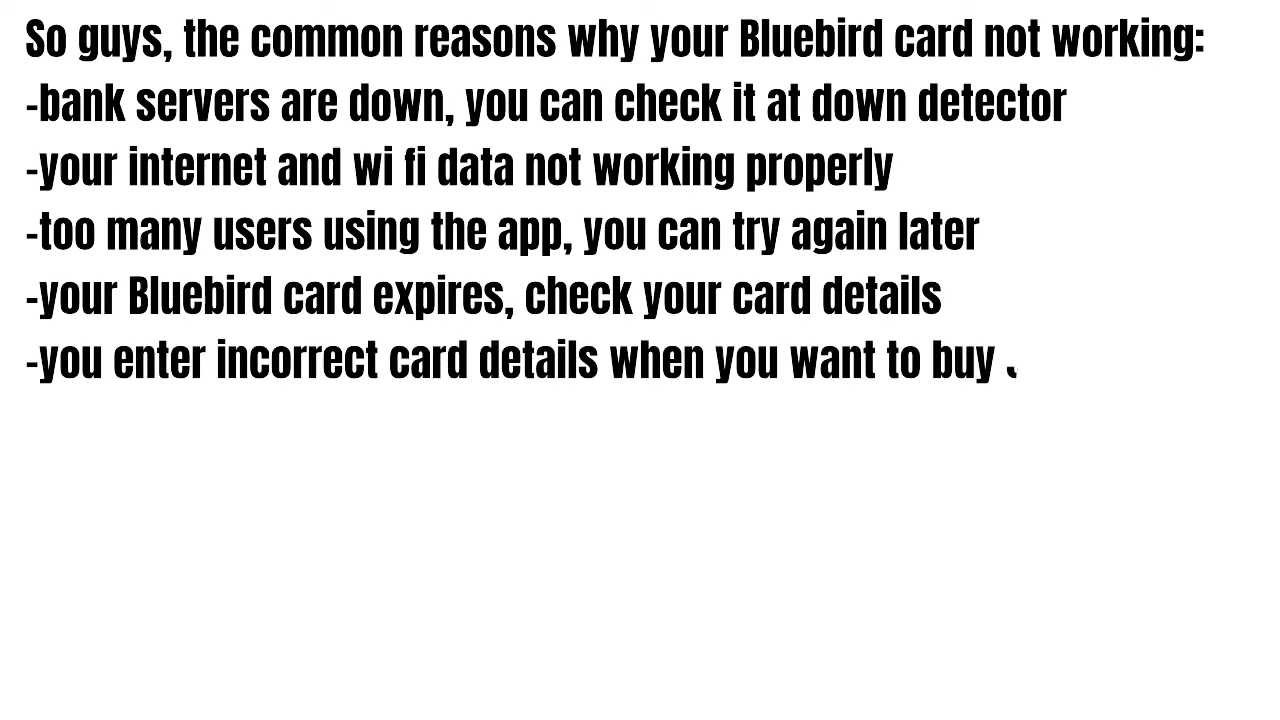 So guys, the common reasons why your Bluebird card not working:
-bank servers are down, you can check it at down detector
-your internet and wi fi data not working properly
-too many users using the app, you can try again later
-your Bluebird card expires, check your card details
-you enter incorrect card details when you want to buy